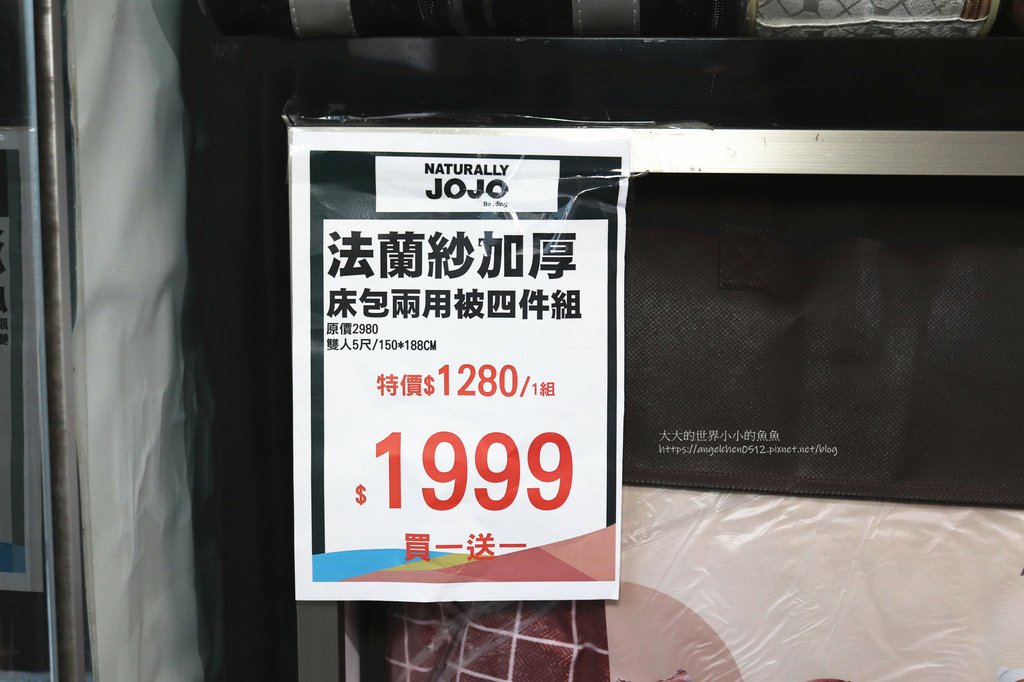 NATURALLY
JOJO
Bedding
法蘭紗加厚
床包兩用被四件組
原價2980
雙人5尺/150*188CM
特價$1280/1組
$1999
買一送一
大大的世界小小的魚魚
https://angelchen0512.pixnet.net/blog